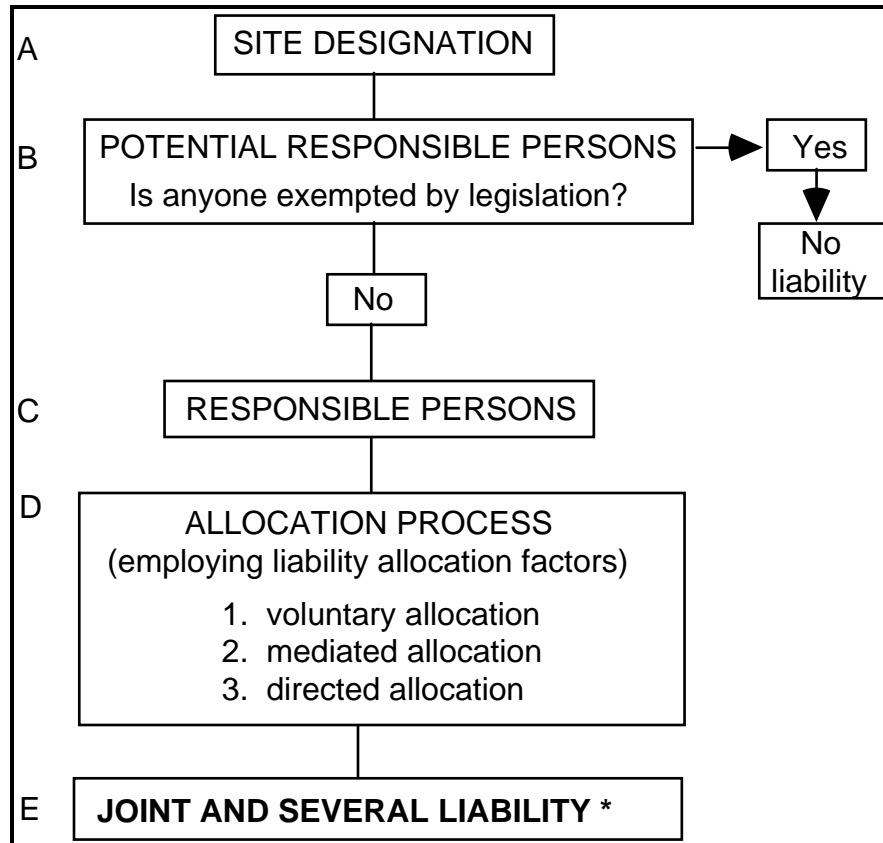 A
SITE DESIGNATION
B
POTENTIAL RESPONSIBLE PERSONS
Is anyone exempted by legislation?
Yes
No
liability
No
C
RESPONSIBLE PERSONS
D
ALLOCATION PROCESS
(employing liability allocation factors)
1. voluntary allocation
2. mediated allocation
3. directed allocation
E
JOINT AND SEVERAL LIABILITY *